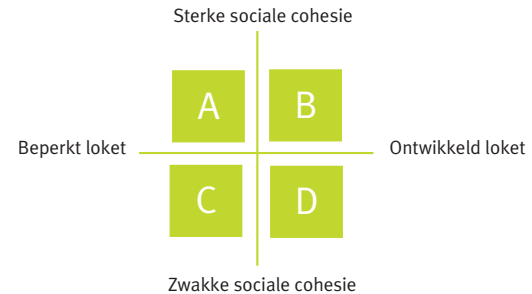 Sterke sociale cohesie
A
B
Beperkt loket
Ontwikkeld loket
C
D
Zwakke sociale cohesie